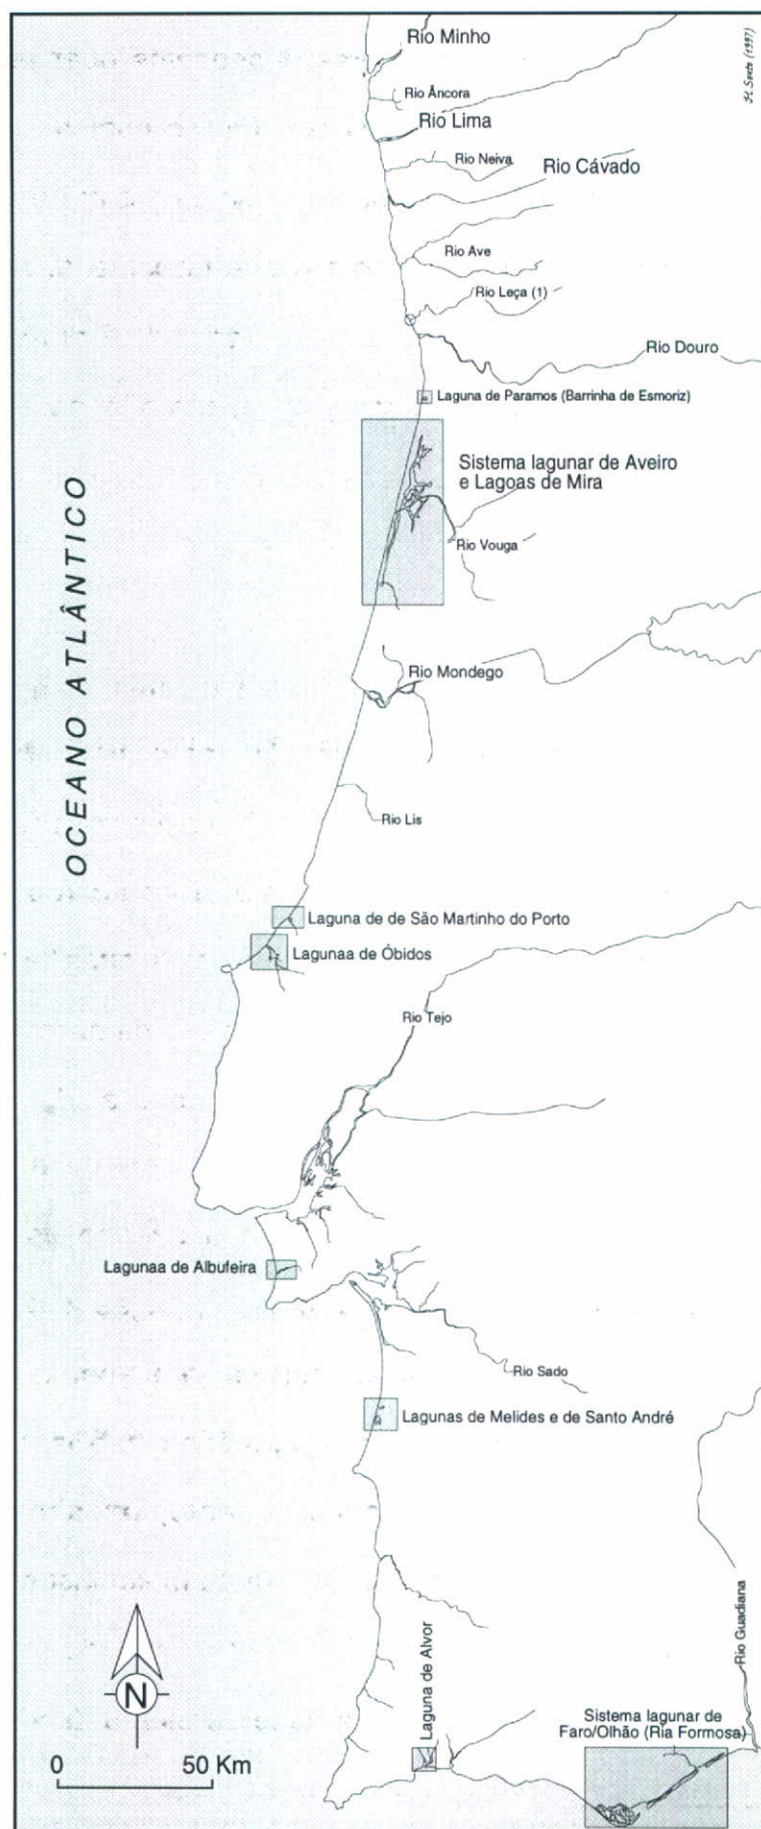 Rio Minho
H. Sento (1997)
Rio Âncora
Rio Lima
Rio Neiva
Rio Cávado
Rio Ave
Rio Leça (1)
Rio Douro
Laguna de Paramos (Barrinha de Esmoriz)
Sistema lagunar de Aveiro
e Lagoas de Mira
Rio Vouga
OCEANO ATLÂNTICO
Rio Mondego
Rio Lis
Laguna de de São Martinho do Porto
Lagunaa de Óbidos
Rio Tejo
Lagunaa de Albufeira
Rio Sado
Lagunas de Melides e de Santo André
Rio Guadiana
Laguna de Alvor
Sistema lagunar de
Faro/Olhão (Ria Formosa)
N
0 50 Km